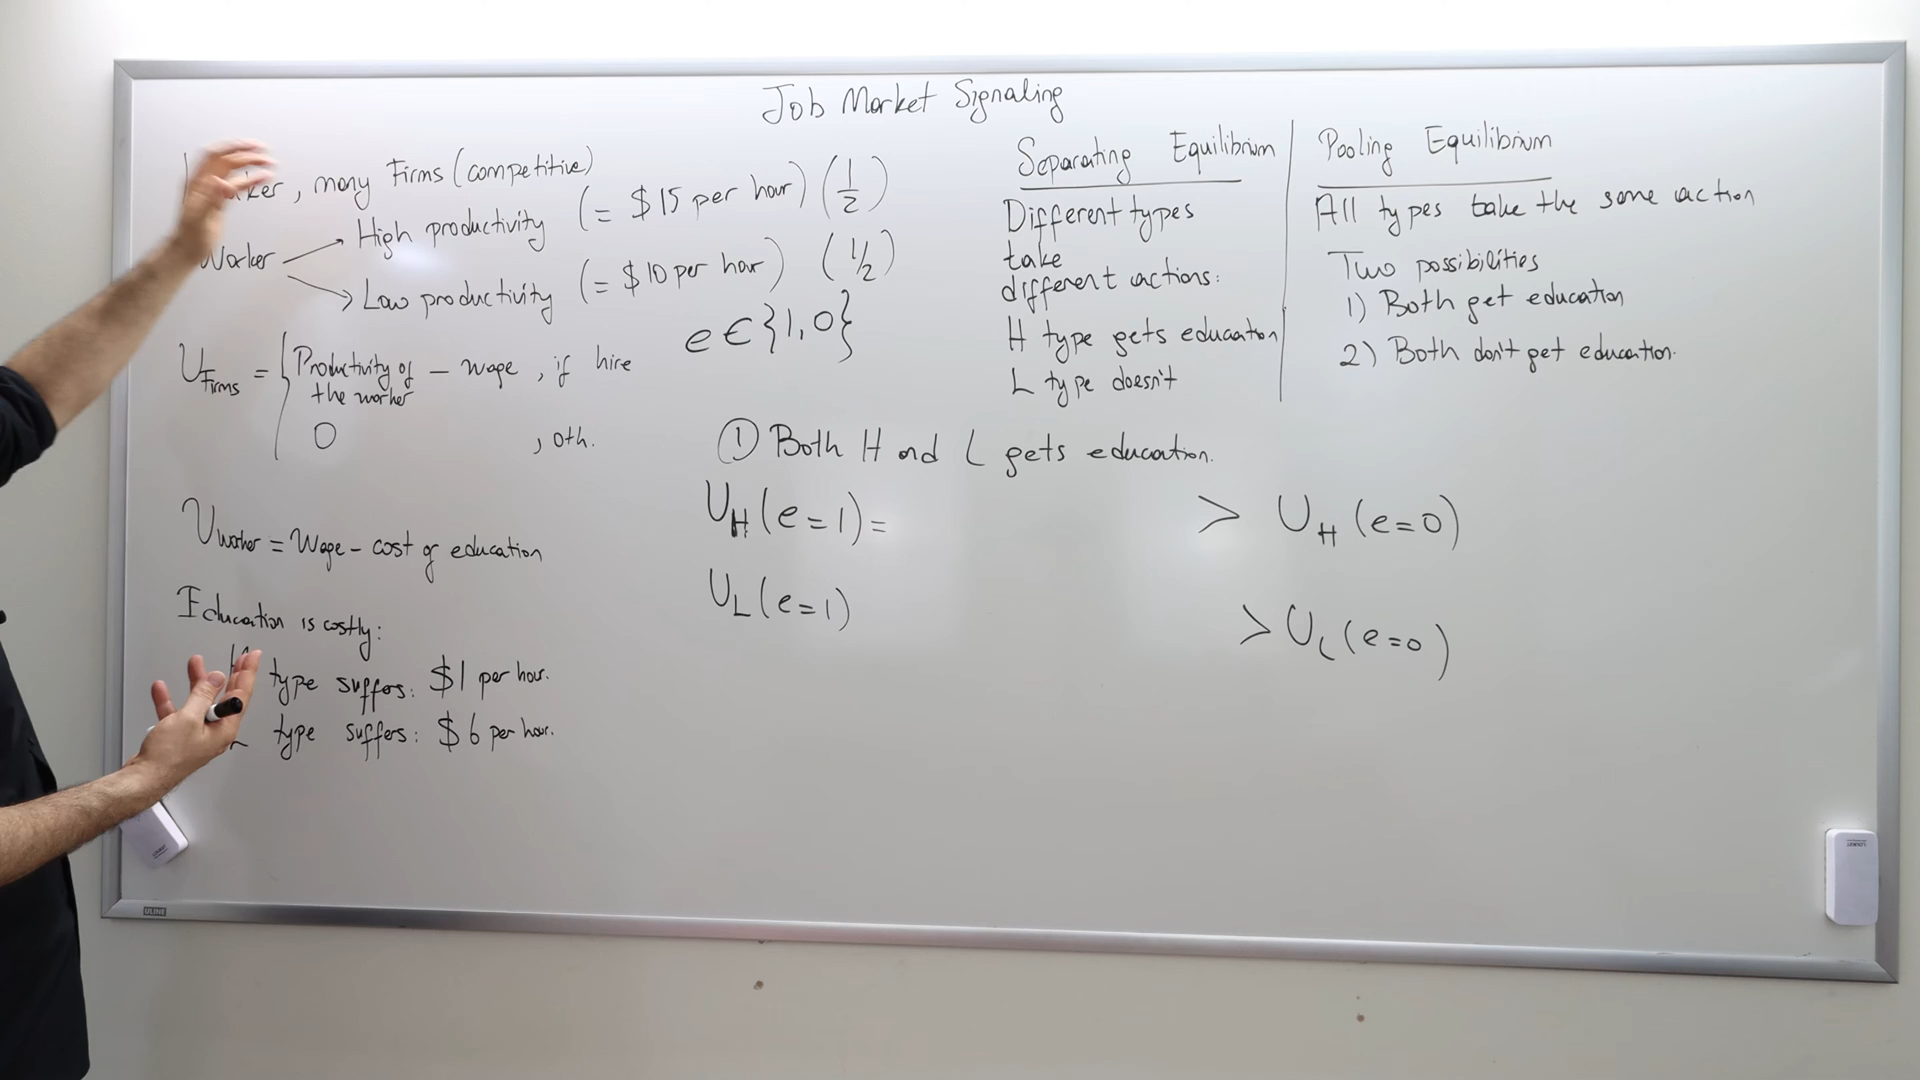 Job Market Signaling
, many Firms (competitive)
Worker
High productivity (= $15 per hour) (1/2)
Low productivity (= $10 per hour) (1/2)
e ∈ {1, 0}
U Firms = { Productivity of the worker – wage , if hire
0 , oth.
U worker = Wage – cost of education
Education is costly:
type suffers: $1 per hour.
type suffers: $6 per hour.
Separating Equilibrium
Different types
take
different actions:
H type gets education
L type doesn't
Pooling Equilibrium
All types take the same action
Two possibilities
1) Both get education
2) Both don't get education.
① Both H and L gets education.
U_H (e=1) = > U_H (e=0)
U_L (e=1) > U_L (e=0)
ULINE